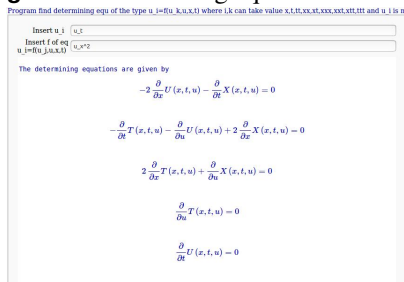 Program find determining equ of the type u_i=f(u_k,u,x,t) where i,k can take value x,t,tt,xx,xt,xxx,xxt,xtt,ttt and u_i is n
Insert u_i u_t
Insert f of eq u_x^2
u_i=f(u_j,u,x,t)
The determining equations are given by
-2 ∂/∂x U (x, t, u) − ∂/∂t X (x, t, u) = 0
−∂/∂t T (x, t, u) − ∂/∂u U (x, t, u) + 2 ∂/∂x X (x, t, u) = 0
2 ∂/∂x T (x, t, u) + ∂/∂u X (x, t, u) = 0
∂/∂u T (x, t, u) = 0
∂/∂t U (x, t, u) = 0